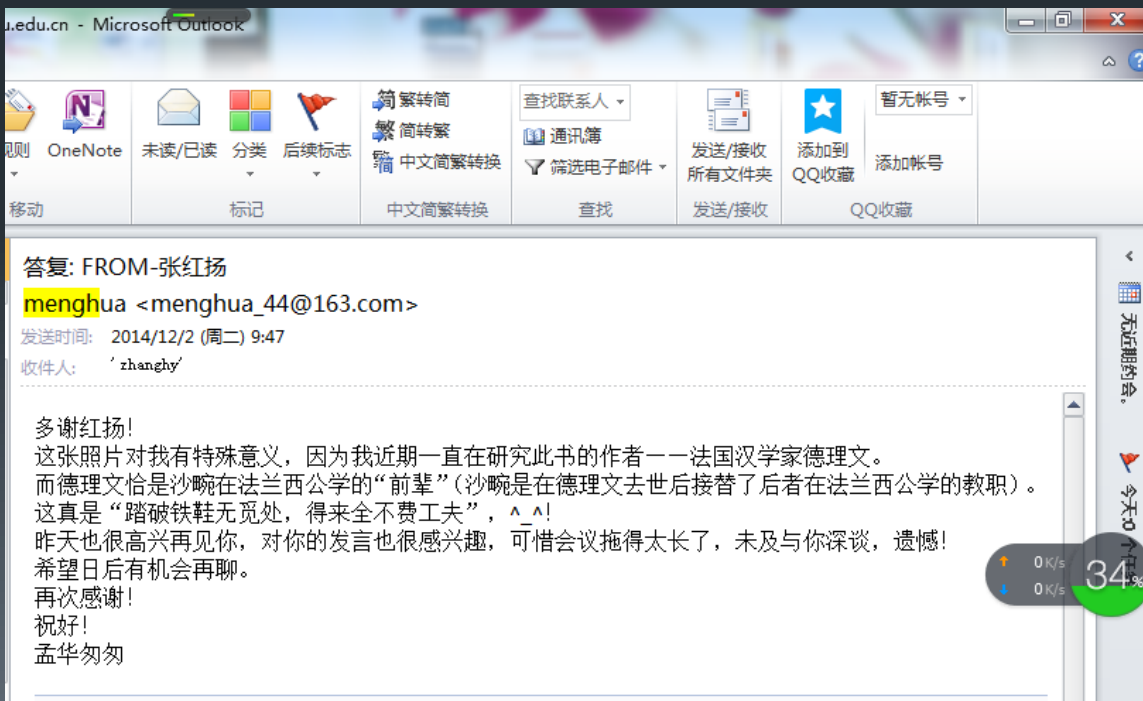 u.edu.cn - Microsoft Outlook
规则
OneNote
未读/已读
分类
后续标志
繁转简
简转繁
中文简繁转换
查找联系人
通讯簿
筛选电子邮件
发送/接收
所有文件夹
添加到
QQ收藏
暂无帐号
添加帐号
移动
标记
中文简繁转换
查找
发送/接收
QQ收藏
答复: FROM-张红扬
menghua <menghua_44@163.com>
发送时间: 2014/12/2 (周二) 9:47
收件人: 'zhanghy'
多谢红扬!
这张照片对我有特殊意义，因为我近期一直在研究此书的作者——法国汉学家德理文。
而德理文恰是沙畹在法兰西公学的“前辈”(沙畹是在德理文去世后接替了后者在法兰西公学的教职)。
这真是“踏破铁鞋无觅处，得来全不费工夫”，^_^!
昨天也很高兴再见你，对你的发言也很感兴趣，可惜会议拖得太长了，未及与你深谈，遗憾!
希望日后有机会再聊。
再次感谢!
祝好!
孟华匆匆
无近期约会。
今天:0 个任
0K/s
0K/s
34%